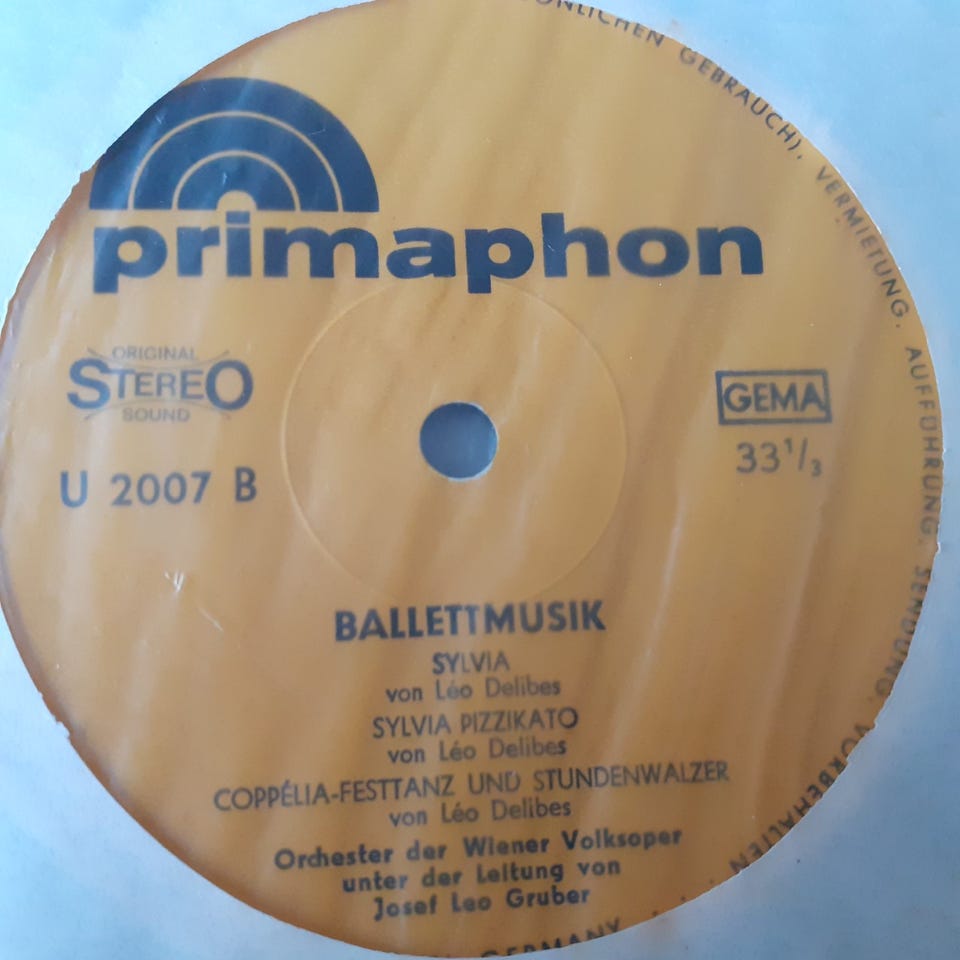 primaphon
ORIGINAL
STEREO
SOUND
U 2007 B
GEMA
33 1/3
BALLETTMUSIK
SYLVIA
von Léo Delibes
SYLVIA PIZZIKATO
von Léo Delibes
COPPÉLIA-FESTTANZ UND STUNDENWALZER
von Léo Delibes
Orchester der Wiener Volksoper
unter der Leitung von
Josef Leo Gruber
GEBRAUCH), VERMIETUNG, AUFFÜHRUNG, SENDUNG, VORBEHALTEN
GERMANY